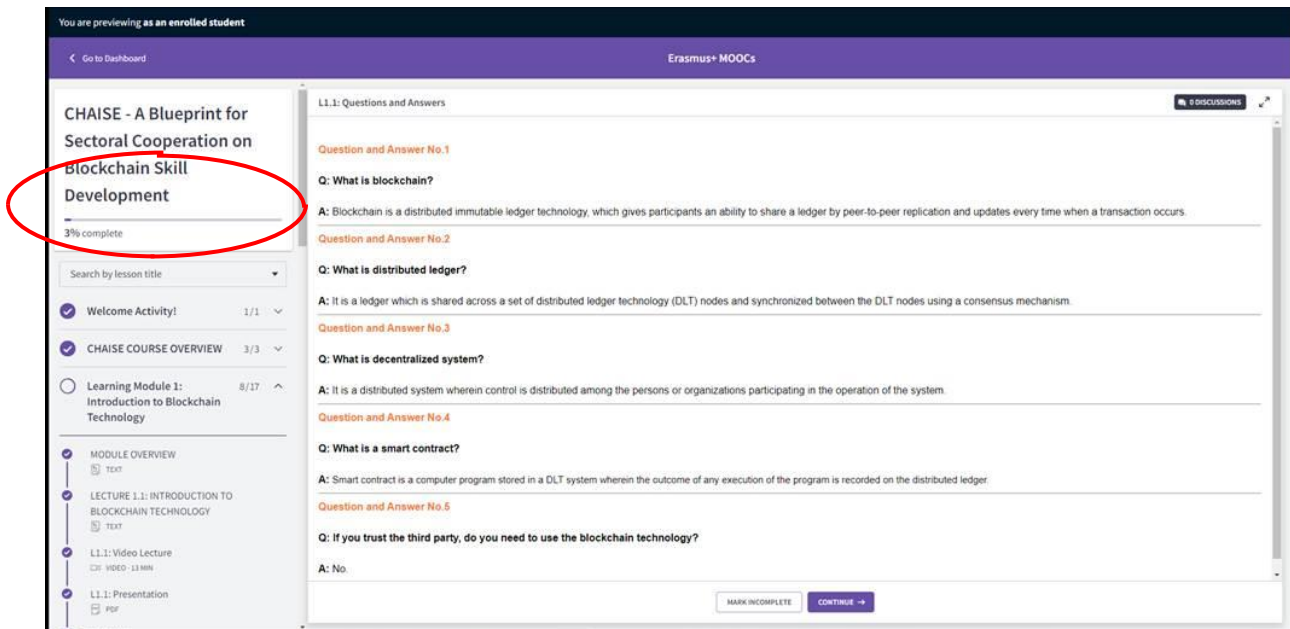 You are previewing as an enrolled student
Go to Dashboard
Erasmus+ MOOCs
CHAISE - A Blueprint for
Sectoral Cooperation on
Blockchain Skill
Development
3% complete
Search by lesson title
Welcome Activity! 1/1
CHAISE COURSE OVERVIEW 3/3
Learning Module 1: 8/17
Introduction to Blockchain
Technology
MODULE OVERVIEW
TEXT
LECTURE 1.1: INTRODUCTION TO
BLOCKCHAIN TECHNOLOGY
TEXT
L1.1: Video Lecture
VIDEO · 13 MIN
L1.1: Presentation
PDF
L1.1: Questions and Answers
0 DISCUSSIONS
Question and Answer No.1
Q: What is blockchain?
A: Blockchain is a distributed immutable ledger technology, which gives participants an ability to share a ledger by peer-to-peer replication and updates every time when a transaction occurs.
Question and Answer No.2
Q: What is distributed ledger?
A: It is a ledger which is shared across a set of distributed ledger technology (DLT) nodes and synchronized between the DLT nodes using a consensus mechanism.
Question and Answer No.3
Q: What is decentralized system?
A: It is a distributed system wherein control is distributed among the persons or organizations participating in the operation of the system.
Question and Answer No.4
Q: What is a smart contract?
A: Smart contract is a computer program stored in a DLT system wherein the outcome of any execution of the program is recorded on the distributed ledger.
Question and Answer No.5
Q: If you trust the third party, do you need to use the blockchain technology?
A: No.
MARK INCOMPLETE
CONTINUE →